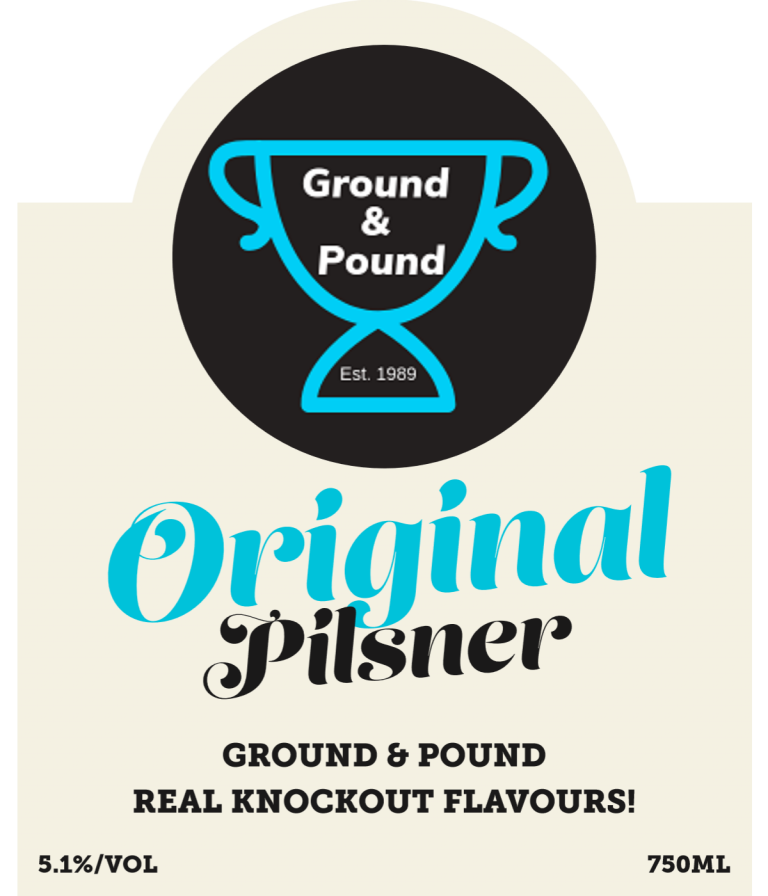 Ground
&
Pound
Est. 1989
Original
Pilsner
GROUND & POUND
REAL KNOCKOUT FLAVOURS!
5.1%/VOL
750ML